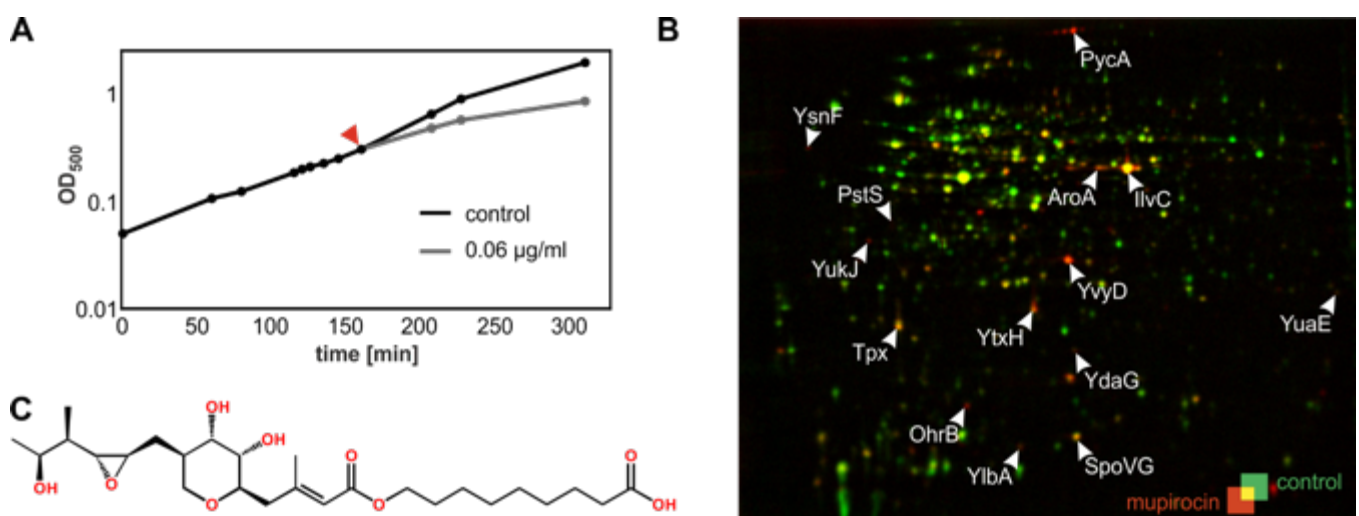 A
1
0.1
0.01
OD500
control
0.06 µg/ml
0 50 100 150 200 250 300
time [min]
B
PycA
YsnF
PstS
AroA
IlvC
YukJ
YvyD
YuaE
Tpx
YtxH
YdaG
OhrB
YlbA
SpoVG
control
mupirocin
C
OH
OH
O
O
OH
O
O
O
OH